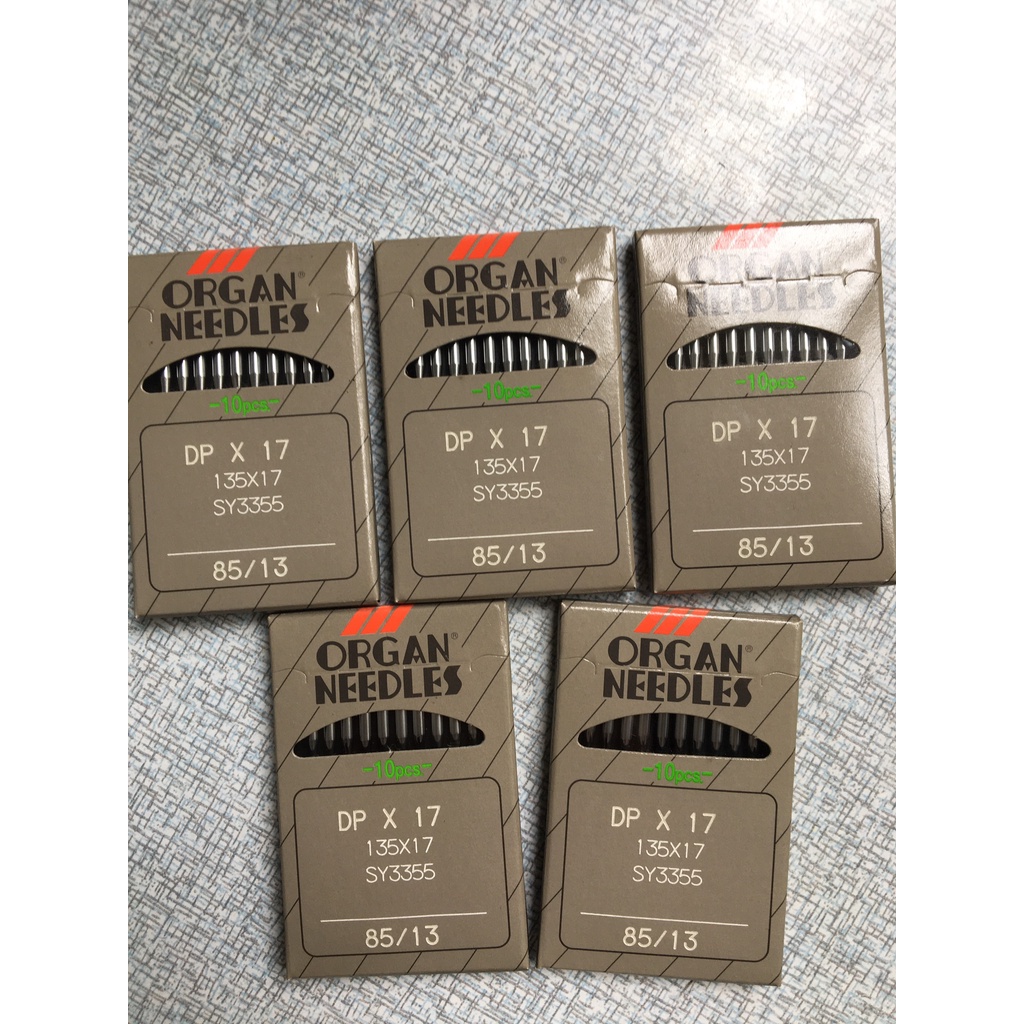 ORGAN®
NEEDLES
-10pcs-
DP X 17
135X17
SY3355
85/13
ORGAN®
NEEDLES
-10pcs-
DP X 17
135X17
SY3355
85/13
ORGAN
NEEDLES
-10pcs-
DP X 17
135X17
SY3355
85/13
ORGAN®
NEEDLES
-10pcs-
DP X 17
135X17
SY3355
85/13
ORGAN®
NEEDLES
-10pcs-
DP X 17
135X17
SY3355
85/13